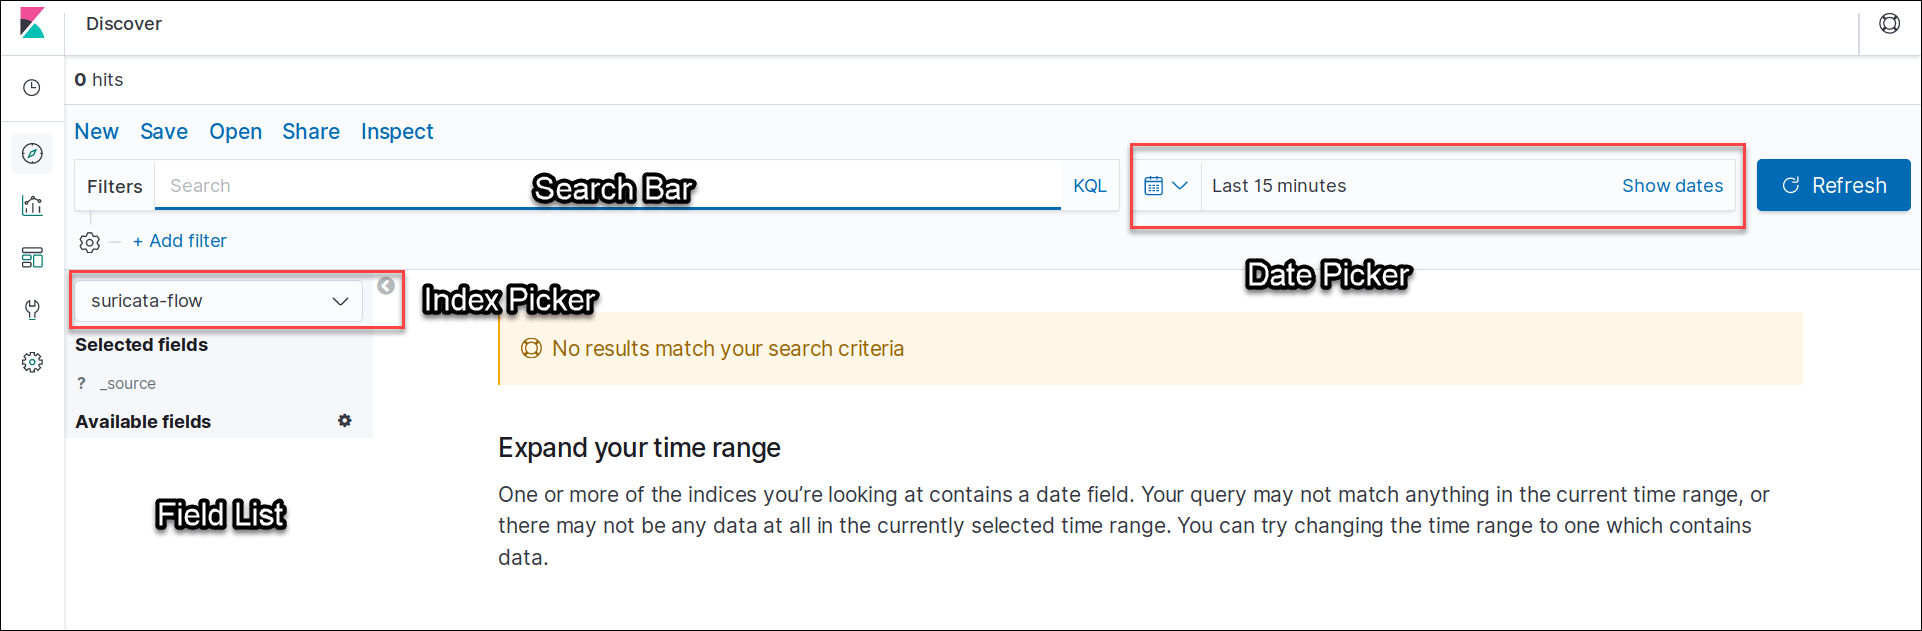 Discover
0 hits
New Save Open Share Inspect
Filters Search Search Bar KQL Last 15 minutes Show dates Refresh
+ Add filter
Date Picker
suricata-flow Index Picker
Selected fields
? _source
Available fields
Field List
No results match your search criteria
Expand your time range
One or more of the indices you’re looking at contains a date field. Your query may not match anything in the current time range, or
there may not be any data at all in the currently selected time range. You can try changing the time range to one which contains
data.